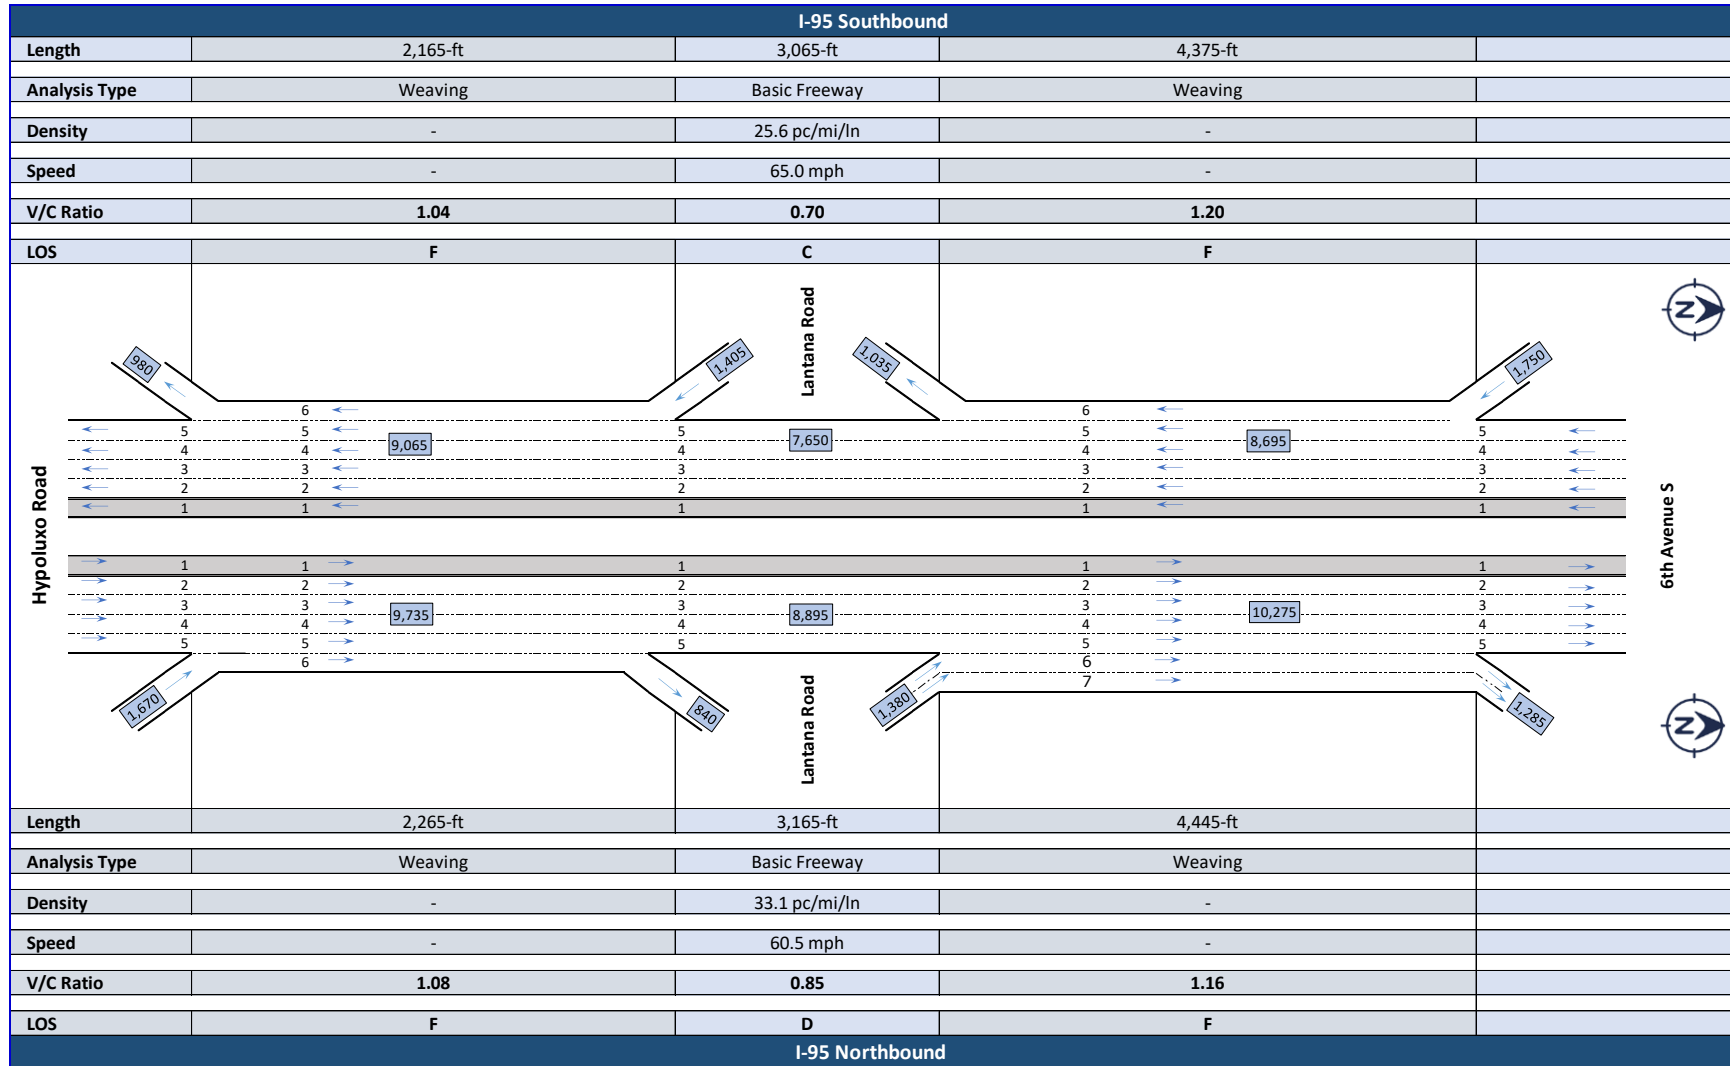 I-95 Southbound
Length 2,165-ft 3,065-ft 4,375-ft
Analysis Type Weaving Basic Freeway Weaving
Density - 25.6 pc/mi/ln -
Speed - 65.0 mph -
V/C Ratio 1.04 0.70 1.20
LOS F C F
Lantana Road
N
980 1,405 1,035 1,750
6 6
5 5 5 5 5
9,065 7,650 8,695
4 4 4 4 4
3 3 3 3 3
2 2 2 2 2
1 1 1 1 1
Hypoluxo Road
6th Avenue S
1 1 1 1 1
2 2 2 2 2
3 3 3 3 3
9,735 8,895 10,275
4 4 4 4 4
5 5 5 5 5
6 6
7
1,670 840 1,380 1,285
Lantana Road
N
Length 2,265-ft 3,165-ft 4,445-ft
Analysis Type Weaving Basic Freeway Weaving
Density - 33.1 pc/mi/ln -
Speed - 60.5 mph -
V/C Ratio 1.08 0.85 1.16
LOS F D F
I-95 Northbound